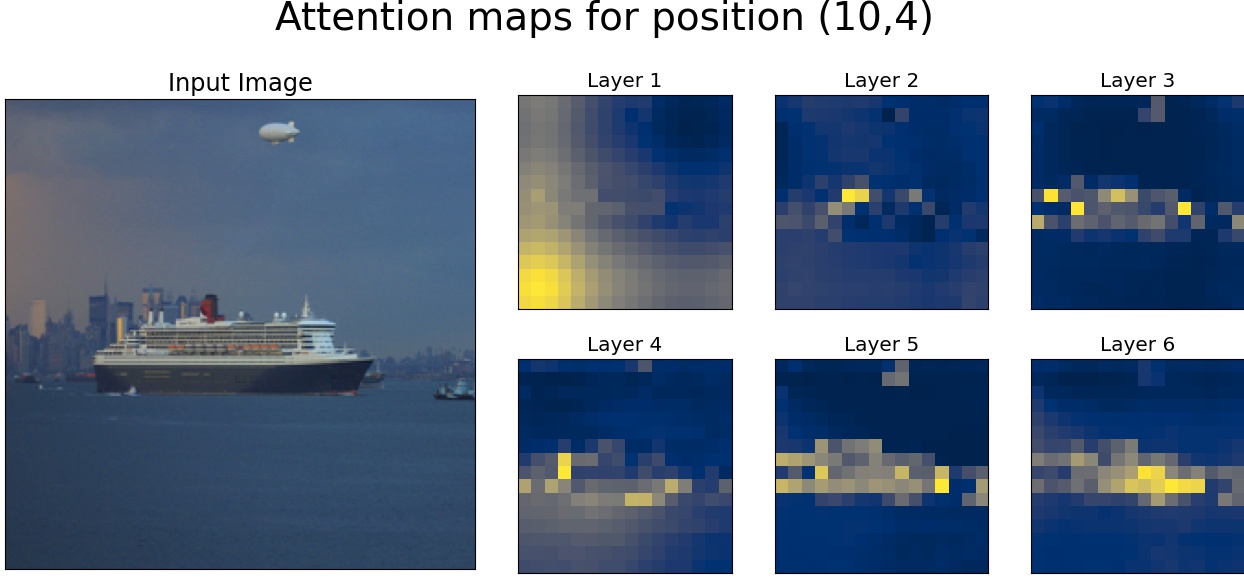 Attention maps for position (10,4)
Input Image
Layer 1
Layer 2
Layer 3
Layer 4
Layer 5
Layer 6